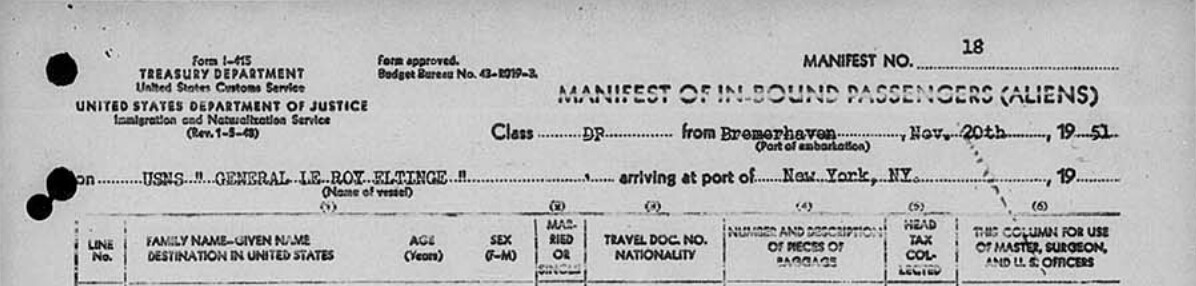 Form I-415
TREASURY DEPARTMENT
United States Customs Service
UNITED STATES DEPARTMENT OF JUSTICE
Immigration and Naturalization Service
(Rev. 1-5-48)
Form approved.
Budget Bureau No. 43-R019-3.
MANIFEST NO. 18
MANIFEST OF IN-BOUND PASSENGERS (ALIENS)
Class DP from Bremerhaven, Nov. 20th, 19 51
(Port of embarkation)
on USNS " GENERAL LE ROY ELTINGE ", arriving at port of New York, NY., 19
(Name of vessel)
(1) (2) (3) (4) (5) (6)
LINE No.
FAMILY NAME—GIVEN NAME
DESTINATION IN UNITED STATES
AGE
(Years)
SEX
(F-M)
MAR-
RIED
OR
SINGLE
TRAVEL DOC. NO.
NATIONALITY
NUMBER AND DESCRIPTION
OF PIECES OF
BAGGAGE
HEAD
TAX
COL-
LECTED
THIS COLUMN FOR USE
OF MASTER, SURGEON,
AND U. S. OFFICERS